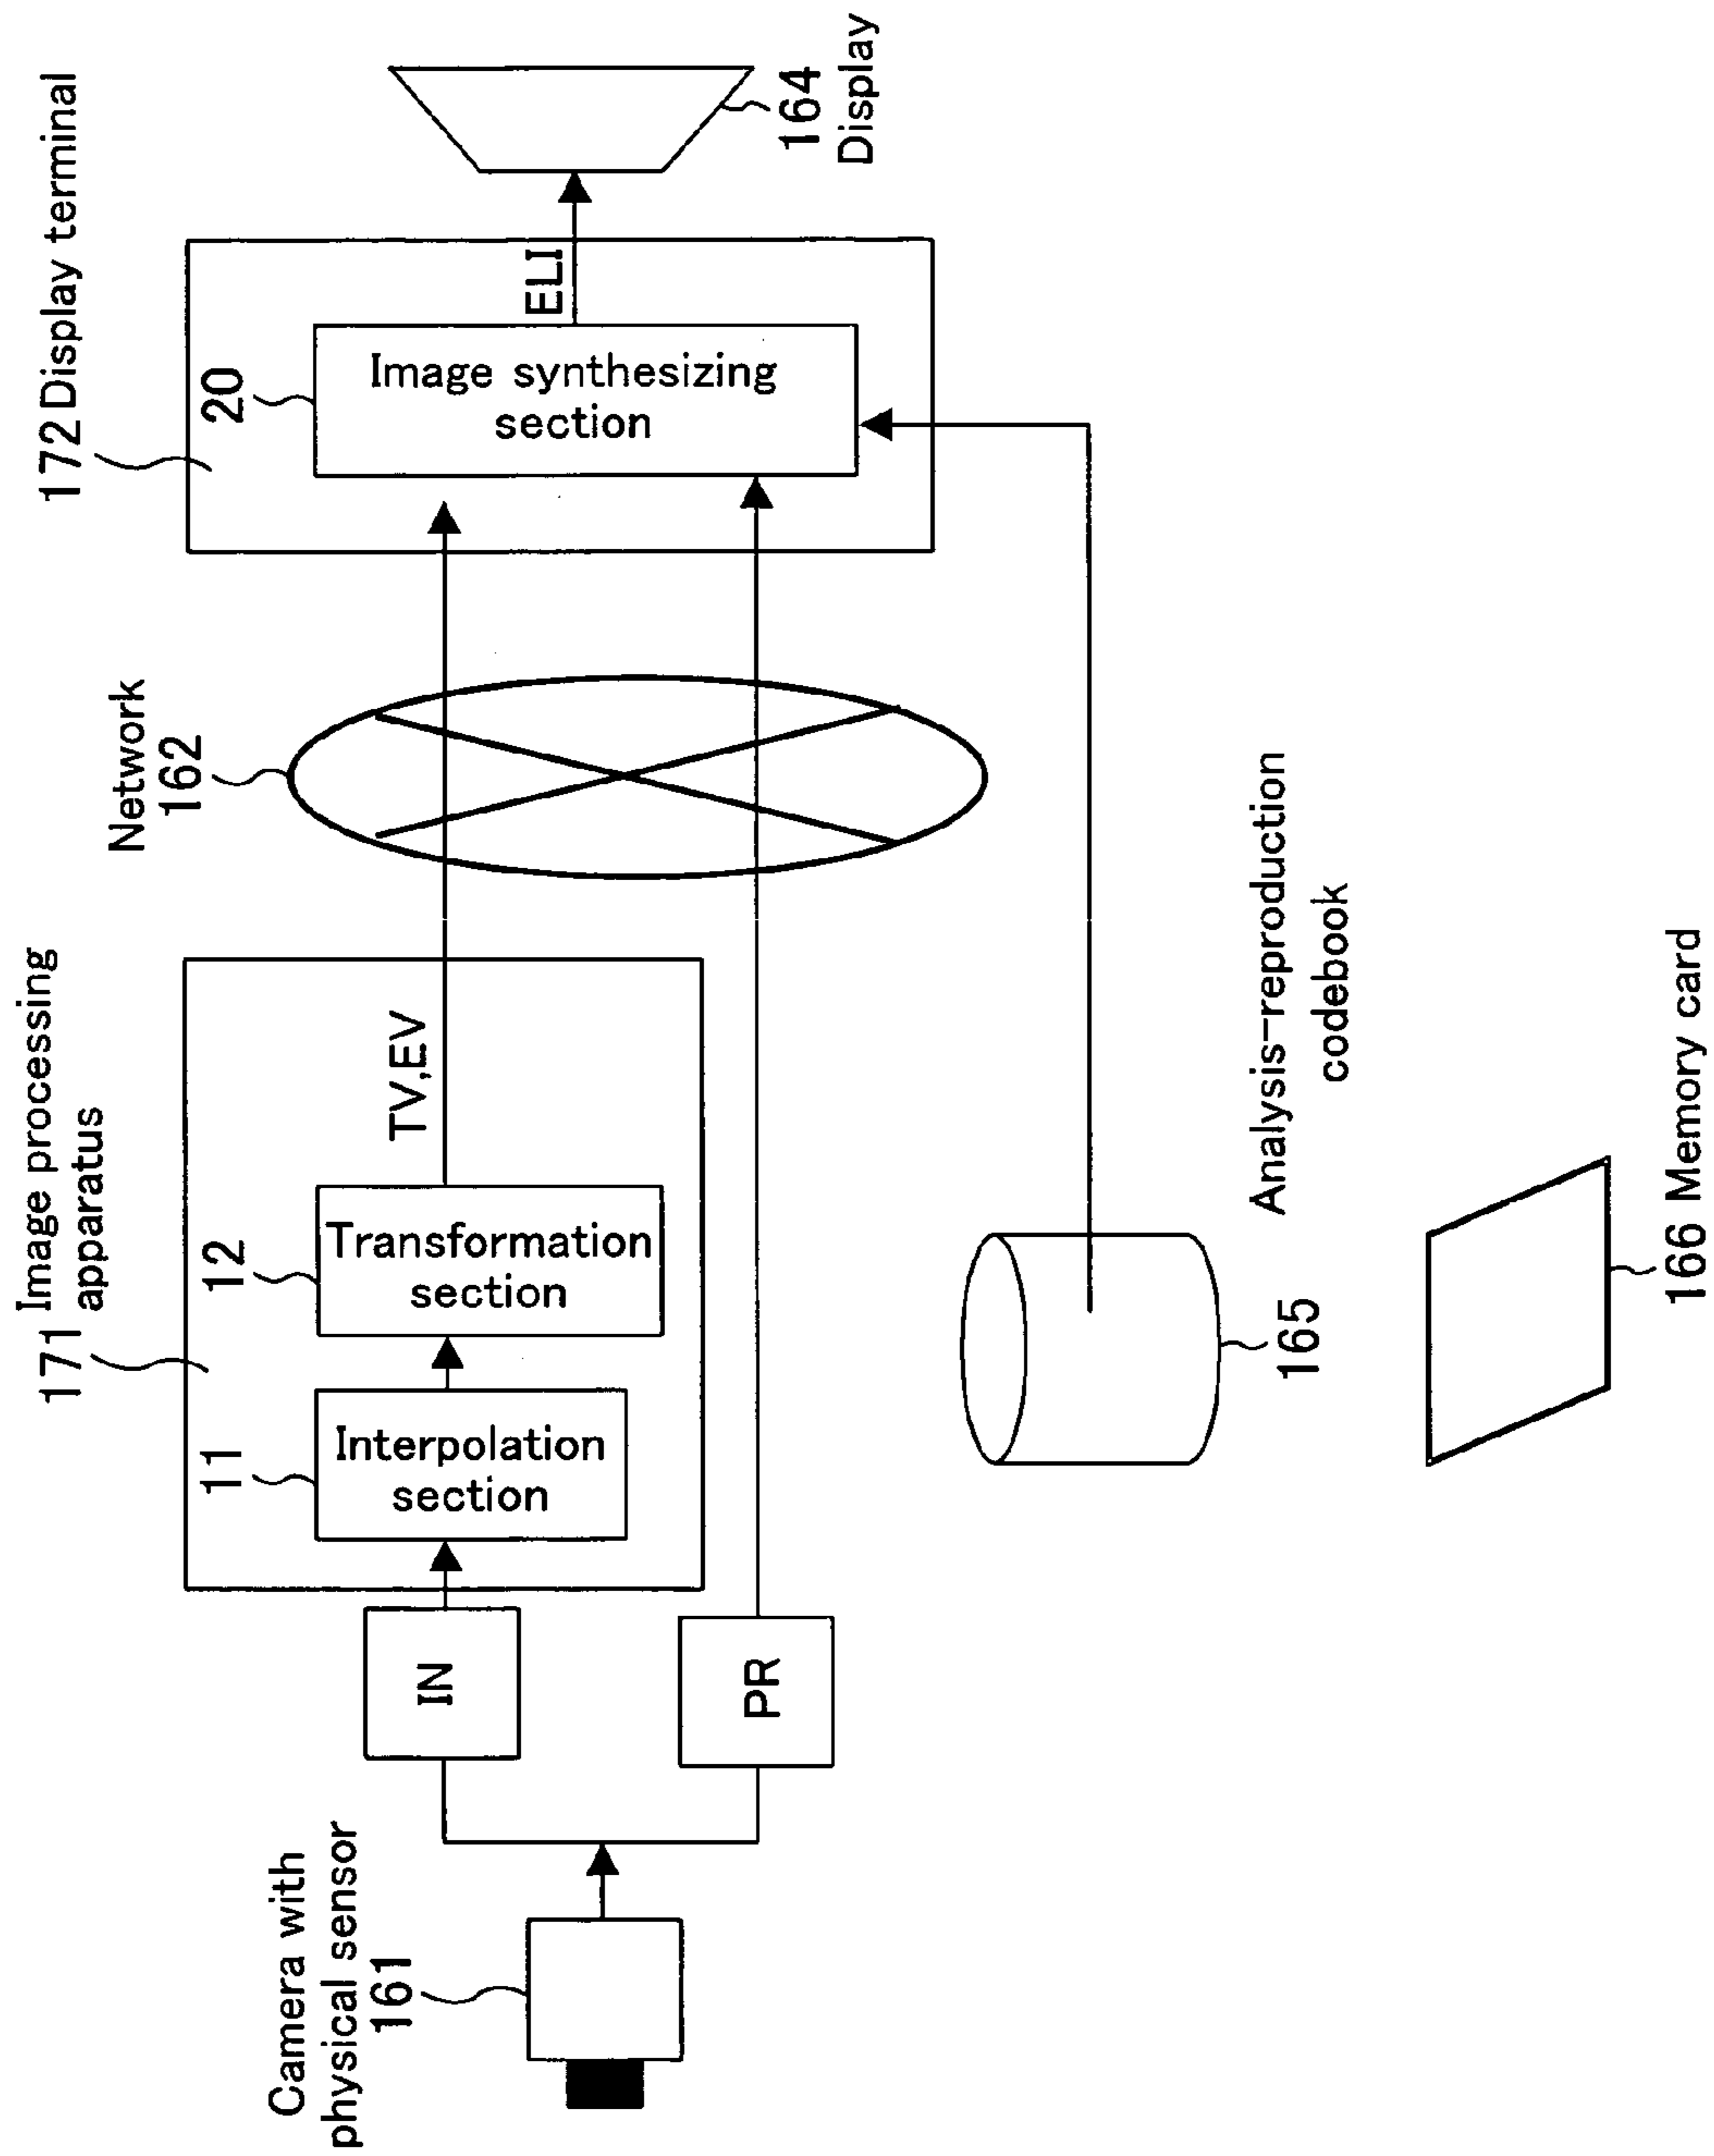 171 Image processing
apparatus
172 Display terminal
Network
162
11
12
20
Camera with
physical sensor
161
IN
Interpolation
section
Transformation
section
TV,EV
Image synthesizing
section
ELI
164
Display
PR
165
Analysis-reproduction
codebook
166 Memory card